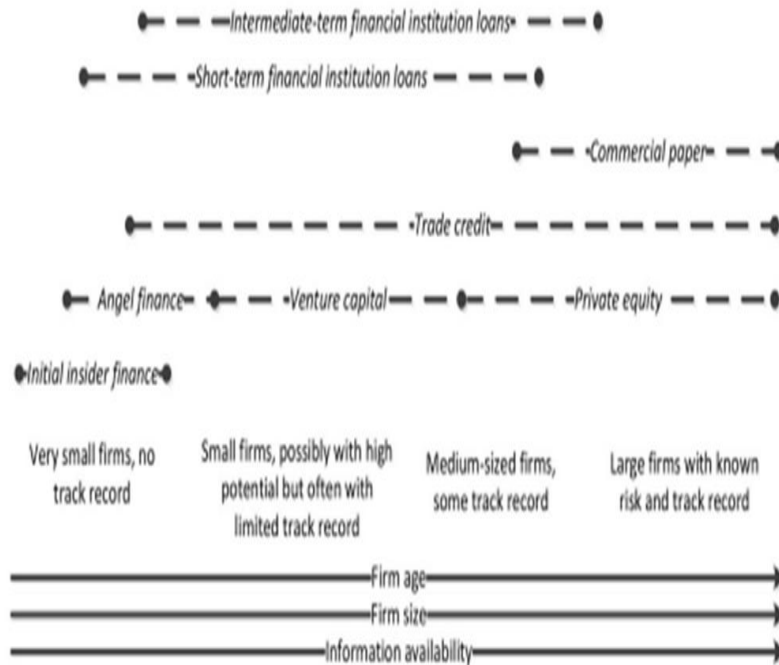 Intermediate-term financial institution loans
Short-term financial institution loans
Commercial paper
Trade credit
Angel finance Venture capital Private equity
Initial insider finance
Very small firms, no
track record
Small firms, possibly with high
potential but often with
limited track record
Medium-sized firms,
some track record
Large firms with known
risk and track record
Firm age
Firm size
Information availability